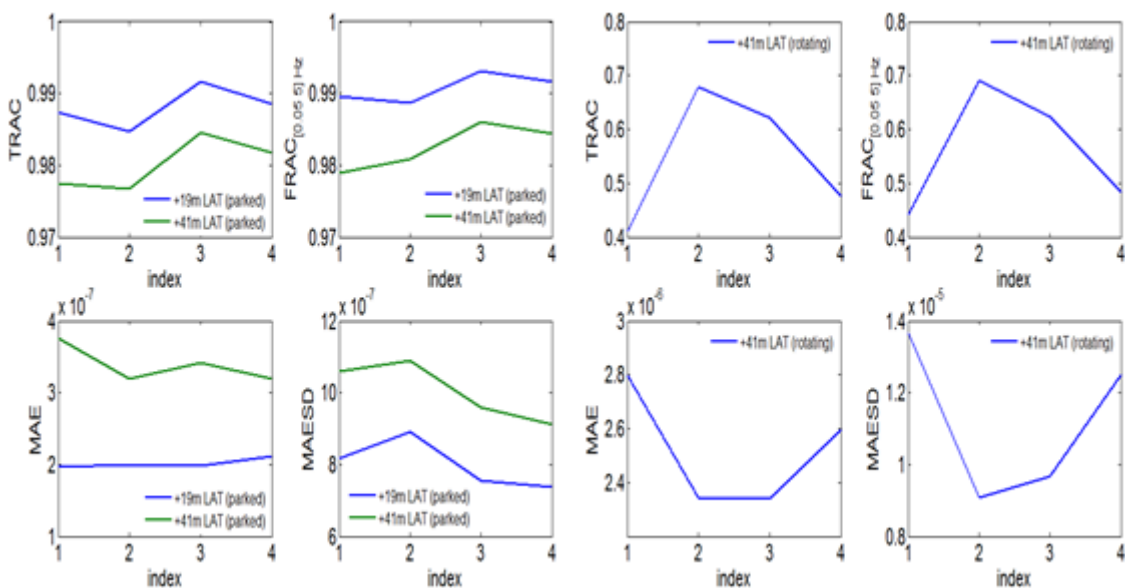 TRAC
1
0.99
0.98
0.97
+19m LAT (parked)
+41m LAT (parked)
1 2 3 4
index
FRAC[0.05 5] Hz
1
0.99
0.98
0.97
+19m LAT (parked)
+41m LAT (parked)
1 2 3 4
index
TRAC
0.8
0.7
0.6
0.5
0.4
+41m LAT (rotating)
1 2 3 4
index
FRAC[0.05 5] Hz
0.8
0.7
0.6
0.5
0.4
+41m LAT (rotating)
1 2 3 4
index
x 10-7
MAE
4
3
2
1
+19m LAT (parked)
+41m LAT (parked)
1 2 3 4
index
x 10-7
MAESD
12
10
8
6
+19m LAT (parked)
+41m LAT (parked)
1 2 3 4
index
x 10-6
MAE
3
2.8
2.6
2.4
+41m LAT (rotating)
1 2 3 4
index
x 10-5
MAESD
1.4
1.2
1
0.8
+41m LAT (rotating)
1 2 3 4
index